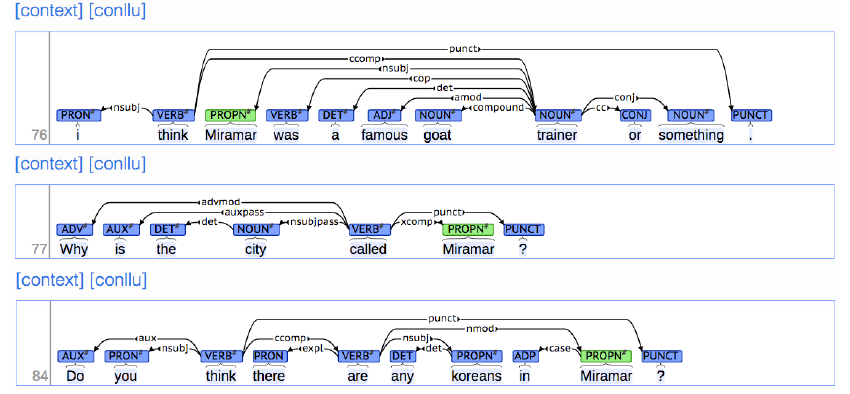 [context] [conllu]
punct
ccomp
nsubj
cop
det
amod
nsubj compound conj cc
PRON# VERB# PROPN# VERB# DET# ADJ# NOUN# NOUN# CONJ NOUN# PUNCT
76 i think Miramar was a famous goat trainer or something .
[context] [conllu]
advmod
auxpass punct
det nsubjpass xcomp
ADV# AUX# DET# NOUN# VERB# PROPN# PUNCT
77 Why is the city called Miramar ?
[context] [conllu]
punct
nmod
aux ccomp nsubj
nsubj expl det case
AUX# PRON# VERB# PRON VERB# DET PROPN# ADP PROPN# PUNCT
84 Do you think there are any koreans in Miramar ?